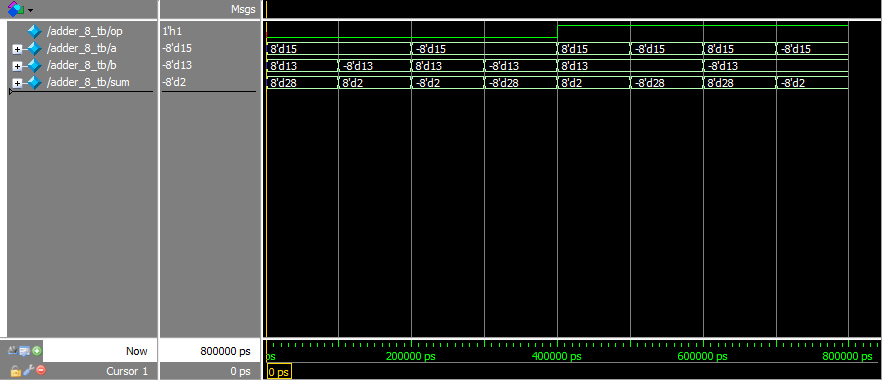 Msgs
/adder_8_tb/op 1'h1
/adder_8_tb/a -8'd15 8'd15 -8'd15 8'd15 -8'd15 8'd15 -8'd15
/adder_8_tb/b -8'd13 8'd13 -8'd13 8'd13 -8'd13 8'd13 -8'd13
/adder_8_tb/sum -8'd2 8'd28 8'd2 -8'd2 -8'd28 8'd2 -8'd28 8'd28 -8'd2
Now 800000 ps ps 200000 ps 400000 ps 600000 ps 800000 ps
Cursor 1 0 ps 0 ps